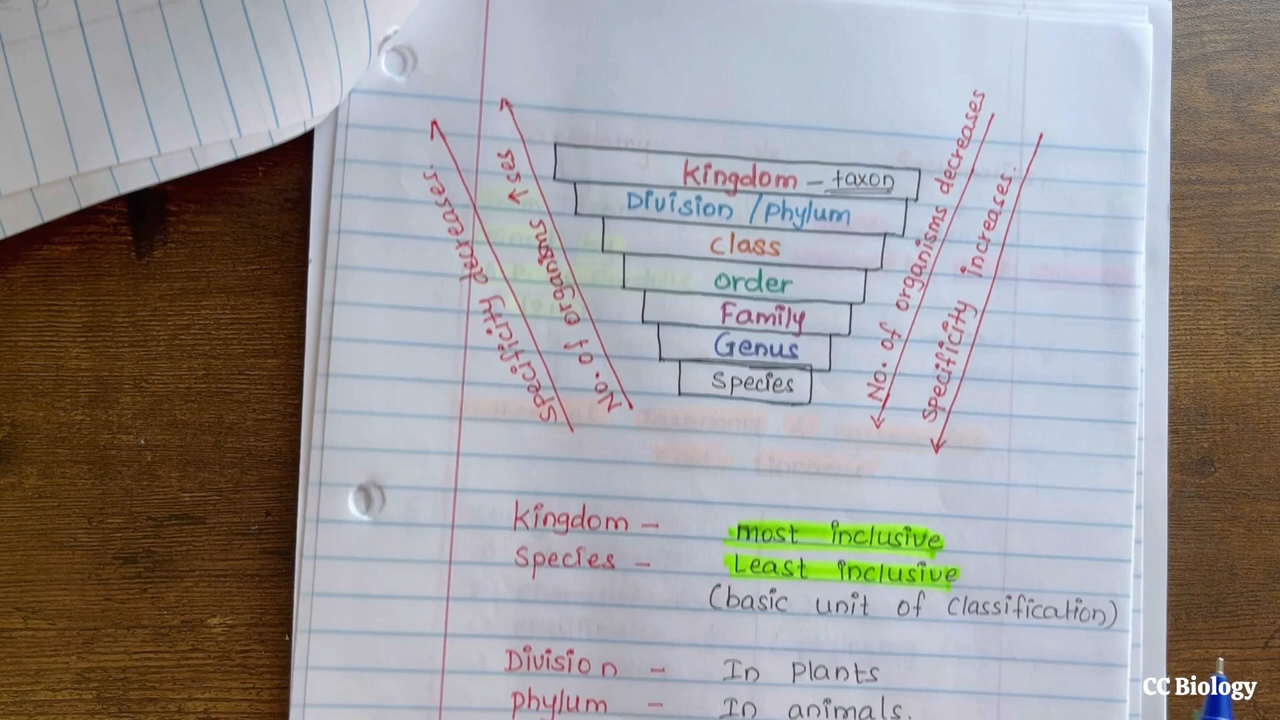 Kingdom - taxon
Division / phylum
class
order
Family
Genus
Species
Specificity decreases.
No. of organisms ↑ses
No. of organisms decreases
Specificity increases.
Kingdom - most inclusive
Species - Least inclusive
(basic unit of classification)
Division - In plants
phylum - In animals.
CC Biology